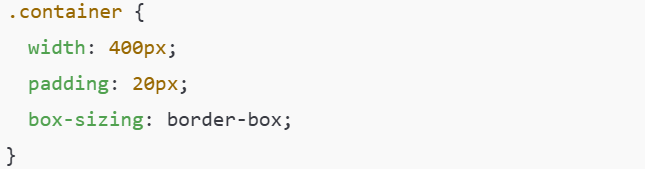 .container {
  width: 400px;
  padding: 20px;
  box-sizing: border-box;
}